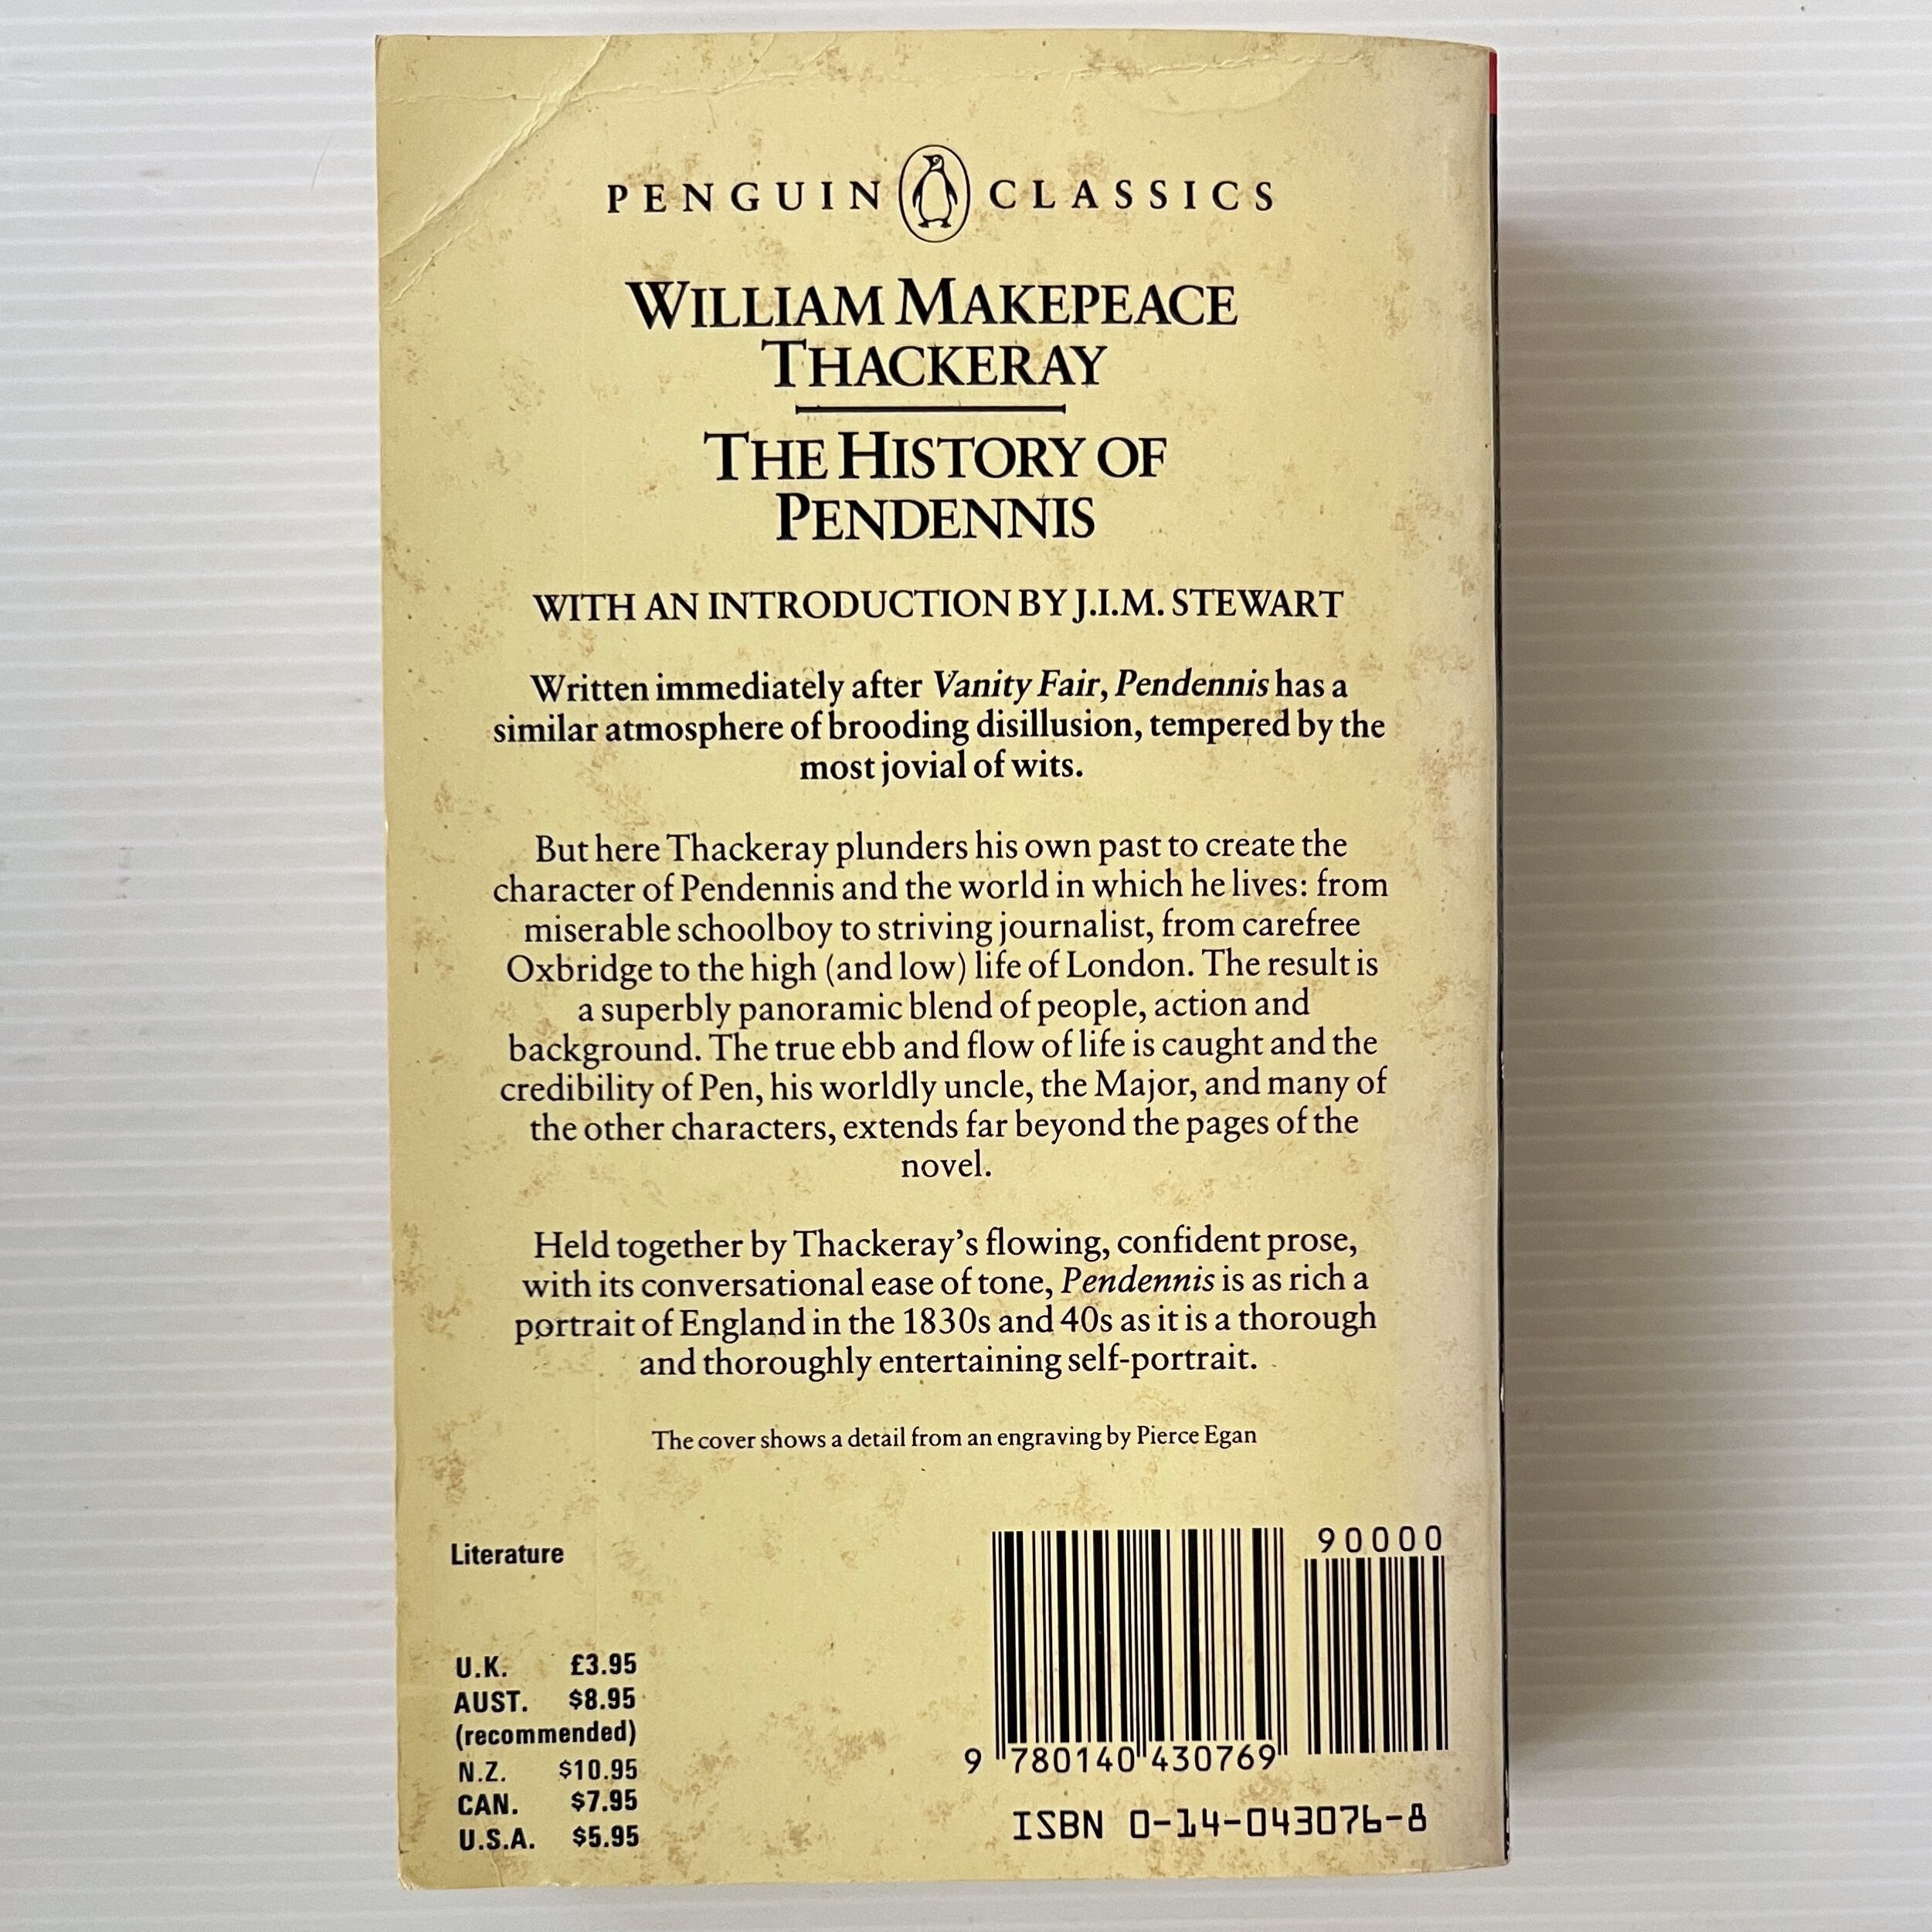 PENGUIN CLASSICS
WILLIAM MAKEPEACE
THACKERAY
THE HISTORY OF
PENDENNIS
WITH AN INTRODUCTION BY J.I.M. STEWART
Written immediately after Vanity Fair, Pendennis has a
similar atmosphere of brooding disillusion, tempered by the
most jovial of wits.
But here Thackeray plunders his own past to create the
character of Pendennis and the world in which he lives: from
miserable schoolboy to striving journalist, from carefree
Oxbridge to the high (and low) life of London. The result is
a superbly panoramic blend of people, action and
background. The true ebb and flow of life is caught and the
credibility of Pen, his worldly uncle, the Major, and many of
the other characters, extends far beyond the pages of the
novel.
Held together by Thackeray's flowing, confident prose,
with its conversational ease of tone, Pendennis is as rich a
portrait of England in the 1830s and 40s as it is a thorough
and thoroughly entertaining self-portrait.
The cover shows a detail from an engraving by Pierce Egan
Literature
U.K. £3.95
AUST. $8.95
(recommended)
N.Z. $10.95
CAN. $7.95
U.S.A. $5.95
90000
9 780140 430769
ISBN 0-14-043076-8